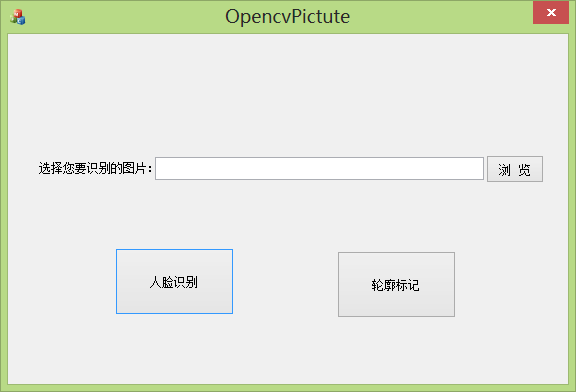 OpencvPictute
选择您要识别的图片：
浏 览
人脸识别
轮廓标记